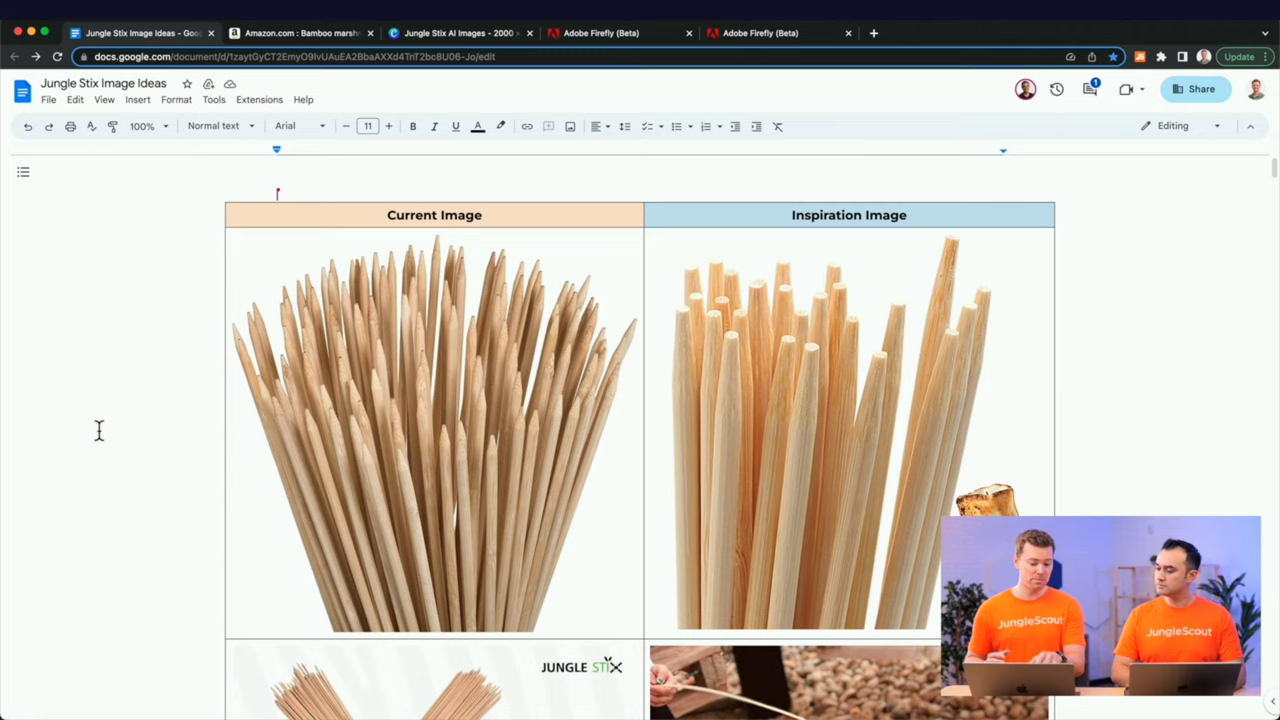 Jungle Stix Image Ideas - Goo
Amazon.com : Bamboo marsh
Jungle Stix AI Images - 2000 ×
Adobe Firefly (Beta)
Adobe Firefly (Beta)
docs.google.com/document/d/1zaytGyCT2EmyO9IvUAuEA2BbaAXXd4TnT2bc8U06-Jo/edit
Update
Jungle Stix Image Ideas
File Edit View Insert Format Tools Extensions Help
1
Share
100% Normal text Arial 11 B I U A
Editing
Current Image
Inspiration Image
JUNGLE STIX
JungleScout
JungleScout